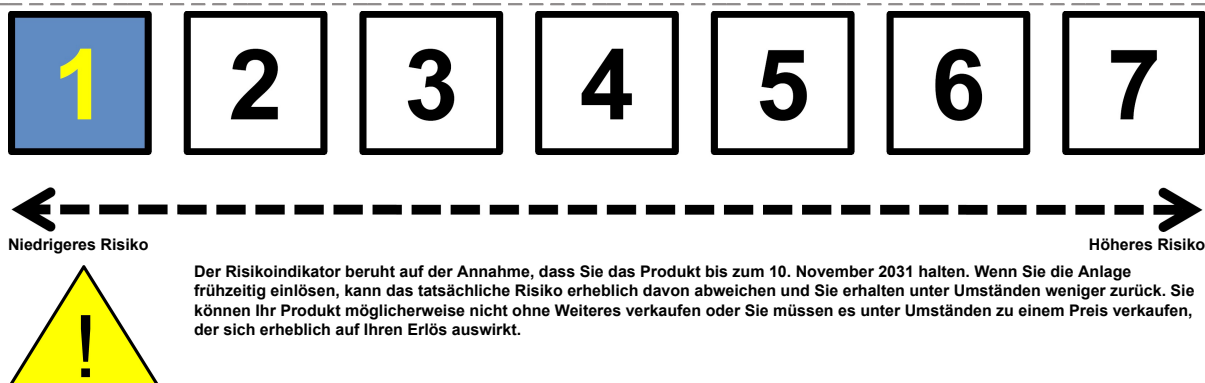 1 2 3 4 5 6 7
Niedrigeres Risiko Höheres Risiko
!
Der Risikoindikator beruht auf der Annahme, dass Sie das Produkt bis zum 10. November 2031 halten. Wenn Sie die Anlage
frühzeitig einlösen, kann das tatsächliche Risiko erheblich davon abweichen und Sie erhalten unter Umständen weniger zurück. Sie
können Ihr Produkt möglicherweise nicht ohne Weiteres verkaufen oder Sie müssen es unter Umständen zu einem Preis verkaufen,
der sich erheblich auf Ihren Erlös auswirkt.